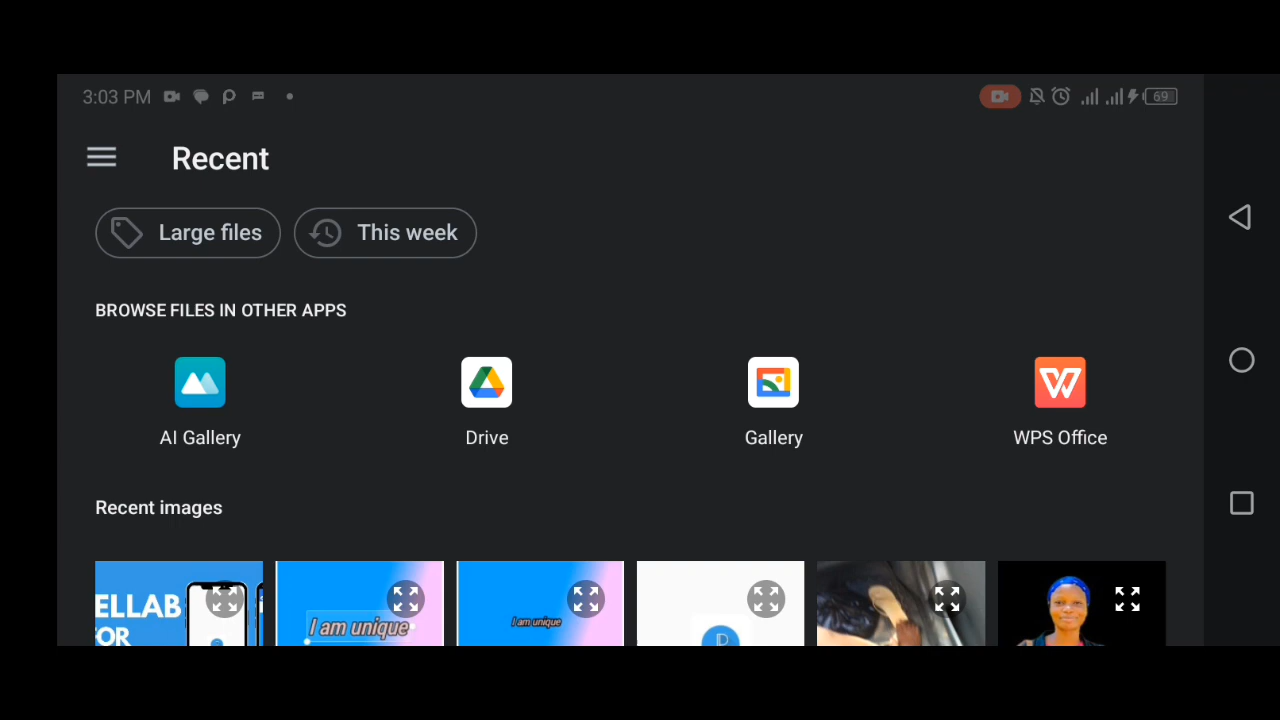 3:03 PM
69
Recent
Large files
This week
BROWSE FILES IN OTHER APPS
AI Gallery
Drive
Gallery
WPS Office
Recent images
ELLAB
I am unique
I am unique